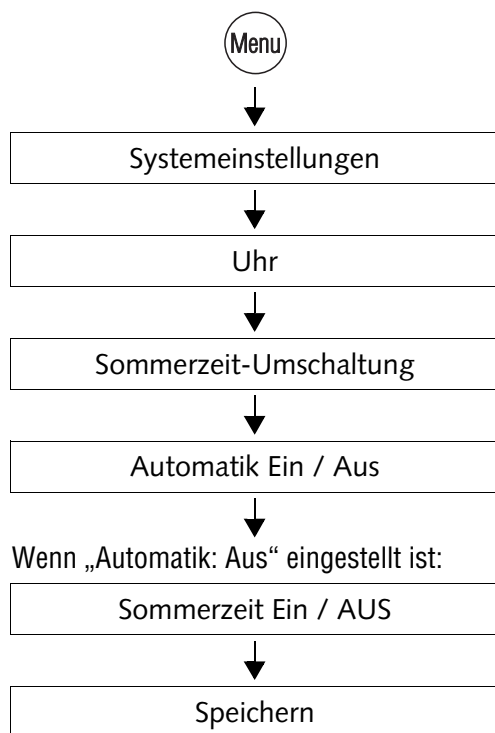 Menu
Systemeinstellungen
Uhr
Sommerzeit-Umschaltung
Automatik Ein / Aus
Wenn „Automatik: Aus“ eingestellt ist:
Sommerzeit Ein / AUS
Speichern